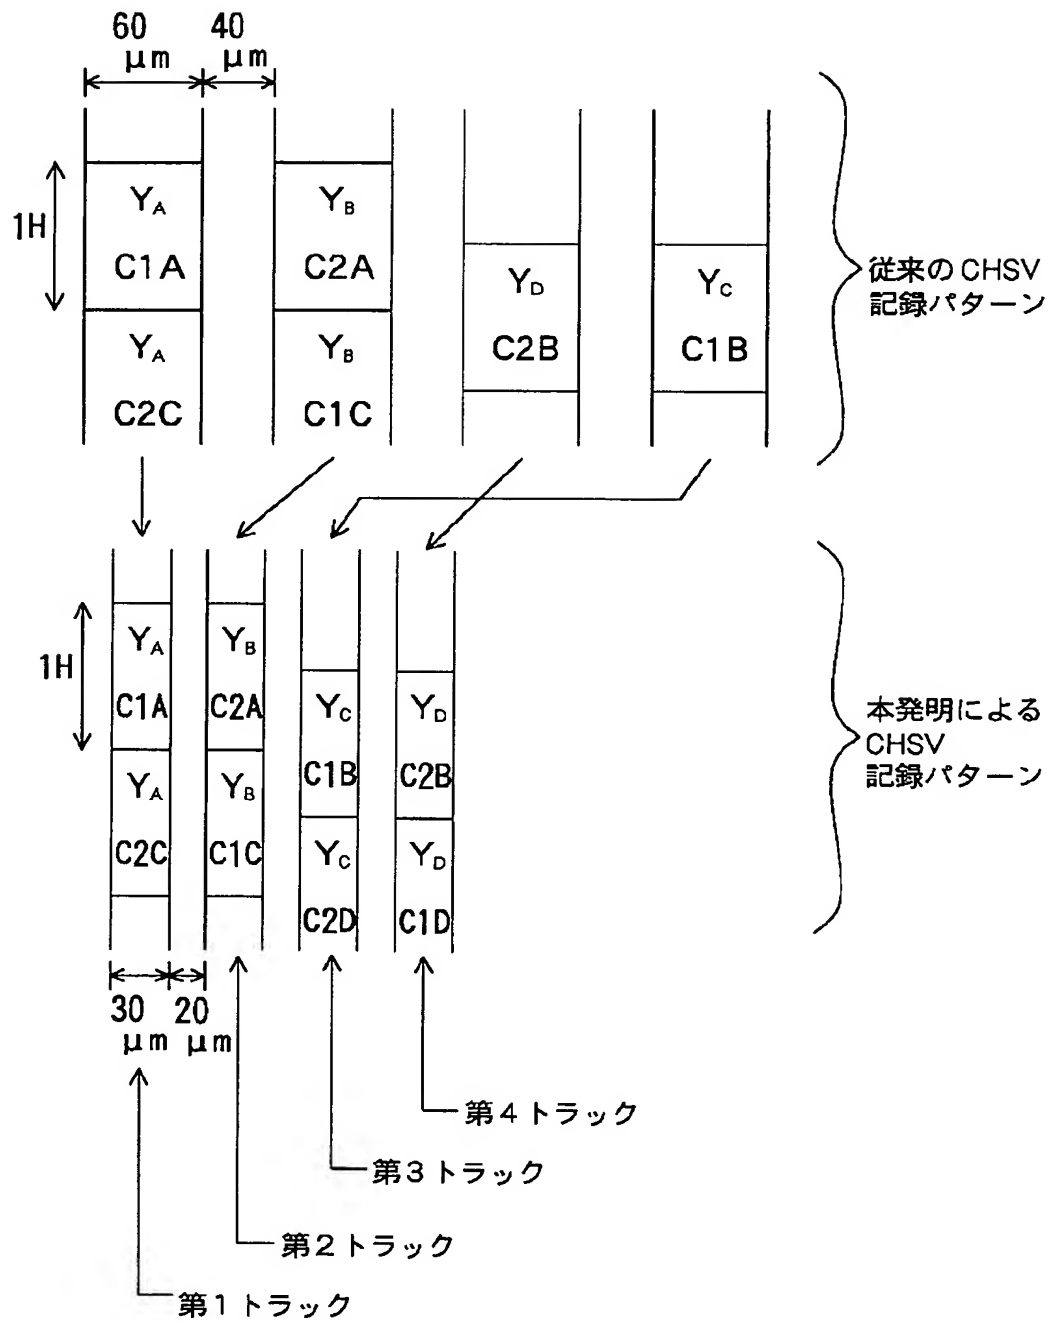 60 μm
40 μm
1H
YA
C1A
YA
C2C
YB
C2A
YB
C1C
YD
C2B
YC
C1B
従来のCHSV
記録パターン
1H
YA
C1A
YA
C2C
YB
C2A
YB
C1C
YC
C1B
YC
C2D
YD
C2B
YD
C1D
本発明による
CHSV
記録パターン
30 μm
20 μm
第4トラック
第3トラック
第2トラック
第1トラック